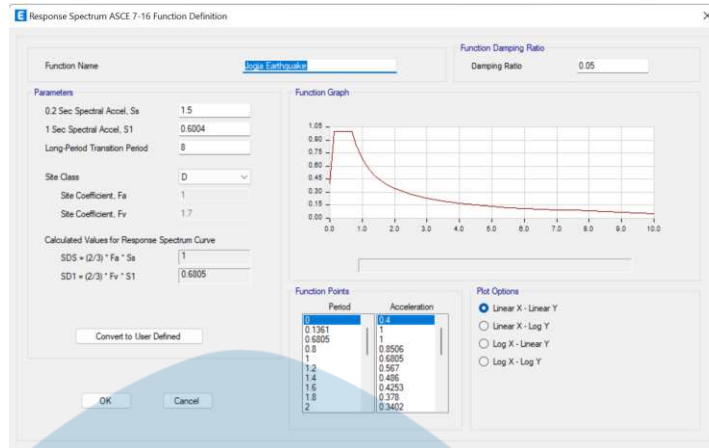 E Response Spectrum ASCE 7-16 Function Definition
Function Name
Jogja Earthquake
Function Damping Ratio
Damping Ratio
0.05
Parameters
0.2 Sec Spectral Accel, Ss
1.5
1 Sec Spectral Accel, S1
0.6004
Long-Period Transition Period
8
Site Class
D
Site Coefficient, Fa
1
Site Coefficient, Fv
1.7
Calculated Values for Response Spectrum Curve
SDS = (2/3) * Fa * Ss
1
SD1 = (2/3) * Fv * S1
0.6805
Convert to User Defined
OK
Cancel
Function Graph
1.05
0.90
0.75
0.60
0.45
0.30
0.15
0.00
0.0 1.0 2.0 3.0 4.0 5.0 6.0 7.0 8.0 9.0 10.0
Function Points
Period Acceleration
0 0.4
0.1361 1
0.6805 1
0.8 0.8506
1 0.6805
1.2 0.567
1.4 0.486
1.6 0.4253
1.8 0.378
2 0.3402
Plot Options
Linear X - Linear Y
Linear X - Log Y
Log X - Linear Y
Log X - Log Y